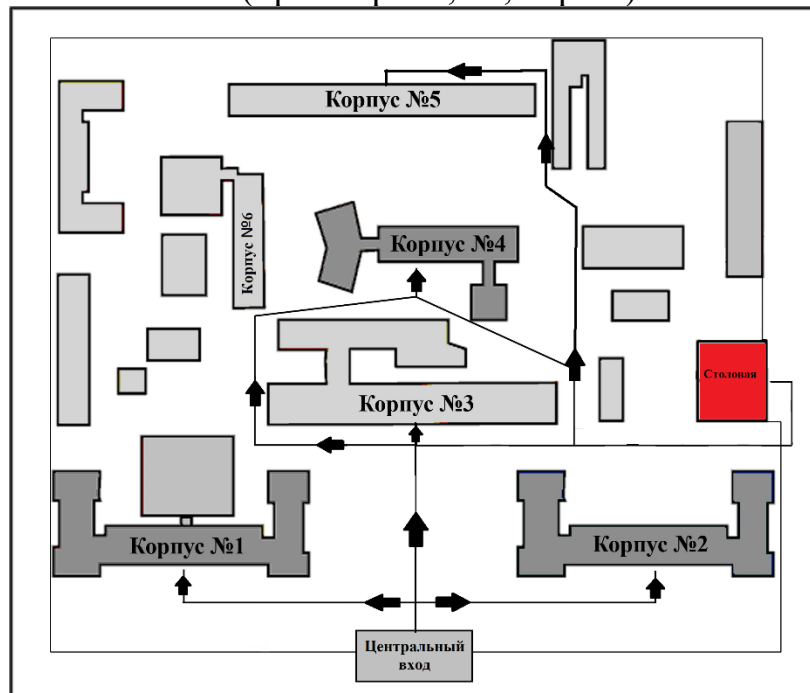 Корпус №5
Корпус №6
Корпус №4
Столовая
Корпус №3
Корпус №1
Корпус №2
Центральный
вход